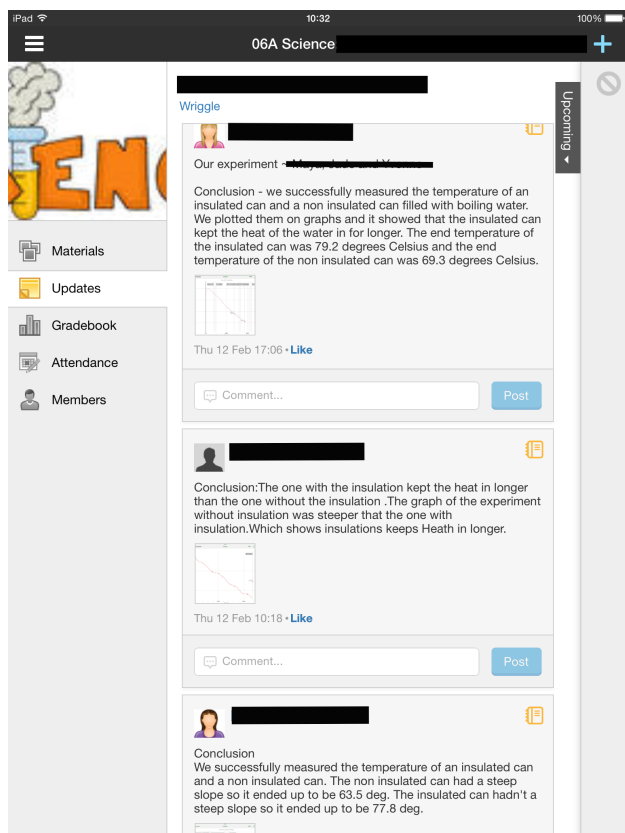 iPad 10:32 100%
06A Science
ENC
Wriggle
Upcoming
Our experiment ~ Maya, Jade and Yvonne
Conclusion - we successfully measured the temperature of an
insulated can and a non insulated can filled with boiling water.
We plotted them on graphs and it showed that the insulated can
kept the heat of the water in for longer. The end temperature of
the insulated can was 79.2 degrees Celsius and the end
temperature of the non insulated can was 69.3 degrees Celsius.
Thu 12 Feb 17:06 • Like
Comment...
Post
Materials
Updates
Gradebook
Attendance
Members
Conclusion:The one with the insulation kept the heat in longer
than the one without the insulation .The graph of the experiment
without insulation was steeper that the one with
insulation.Which shows insulations keeps Heath in longer.
Thu 12 Feb 10:18 • Like
Comment...
Post
Conclusion
We successfully measured the temperature of an insulated can
and a non insulated can. The non insulated can had a steep
slope so it ended up to be 63.5 deg. The insulated can hadn't a
steep slope so it ended up to be 77.8 deg.